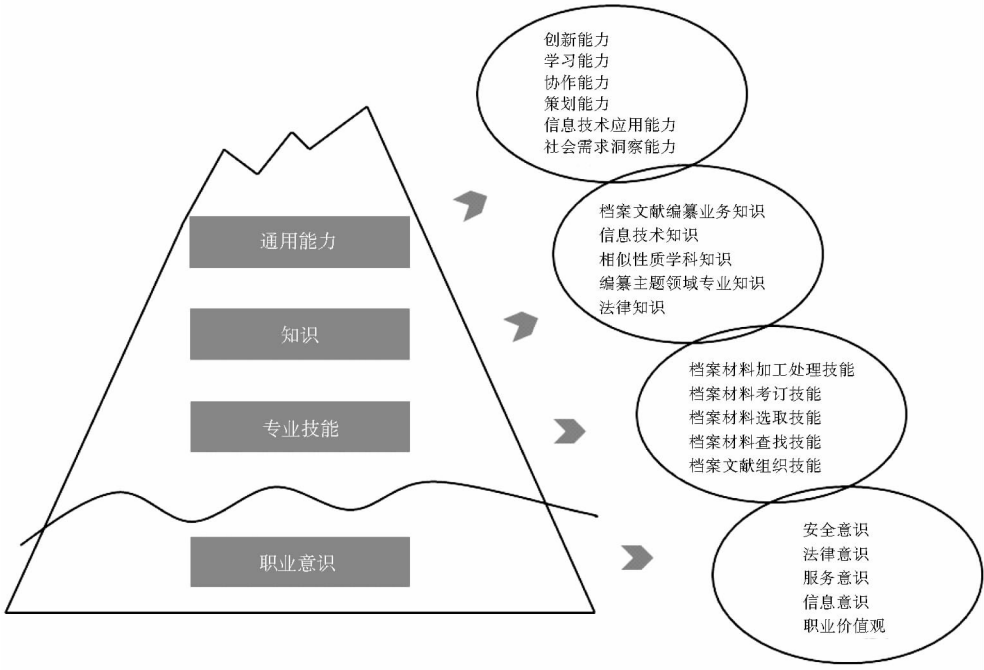 创新能力
学习能力
协作能力
策划能力
信息技术应用能力
社会需求洞察能力
通用能力
档案文献编纂业务知识
信息技术知识
相似性质学科知识
编纂主题领域专业知识
法律知识
知识
档案材料加工处理技能
档案材料考订技能
档案材料选取技能
档案材料查找技能
档案文献组织技能
专业技能
安全意识
法律意识
服务意识
信息意识
职业价值观
职业意识